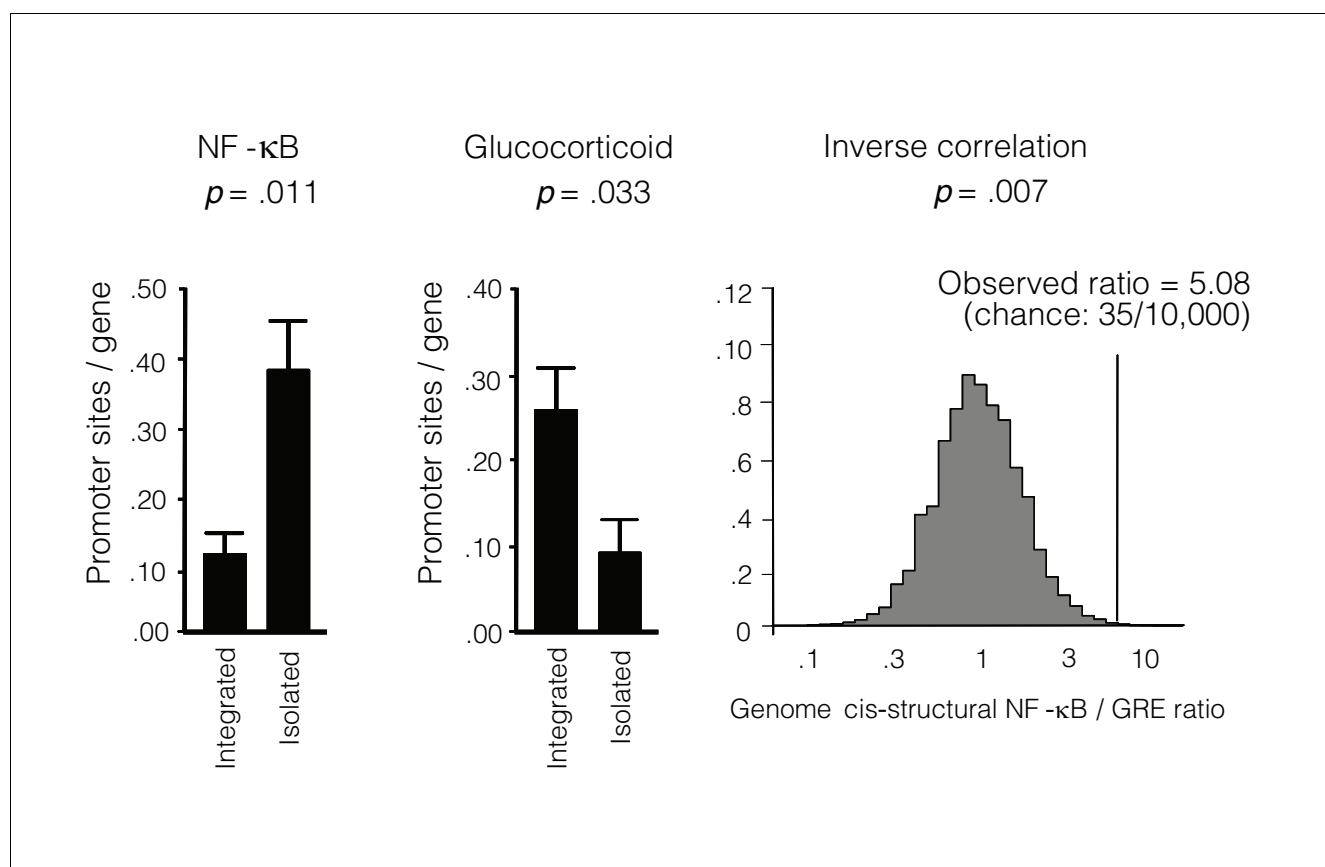 NF -κB
p = .011
Glucocorticoid
p = .033
Inverse correlation
p = .007
Promoter sites / gene
.50
.40
.30
.20
.10
.00
Integrated
Isolated
Promoter sites / gene
.40
.30
.20
.10
.00
Integrated
Isolated
Observed ratio = 5.08
(chance: 35/10,000)
.12
.10
.8
.6
.4
.2
0
.1 .3 1 3 10
Genome cis-structural NF -κB / GRE ratio